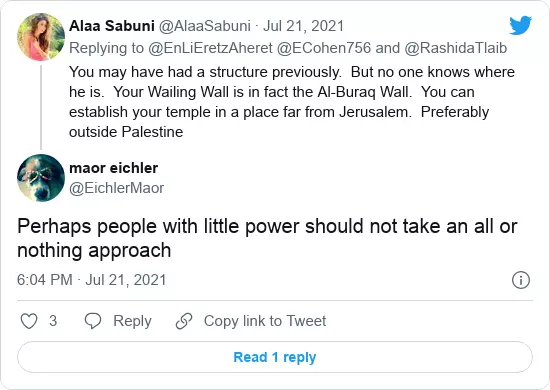 Alaa Sabuni @AlaaSabuni · Jul 21, 2021
Replying to @EnLiEretzAheret @ECohen756 and @RashidaTlaib
You may have had a structure previously.  But no one knows where
he is.  Your Wailing Wall is in fact the Al-Buraq Wall.  You can
establish your temple in a place far from Jerusalem.  Preferably
outside Palestine
maor eichler
@EichlerMaor
Perhaps people with little power should not take an all or
nothing approach
6:04 PM · Jul 21, 2021
3 Reply Copy link to Tweet
Read 1 reply